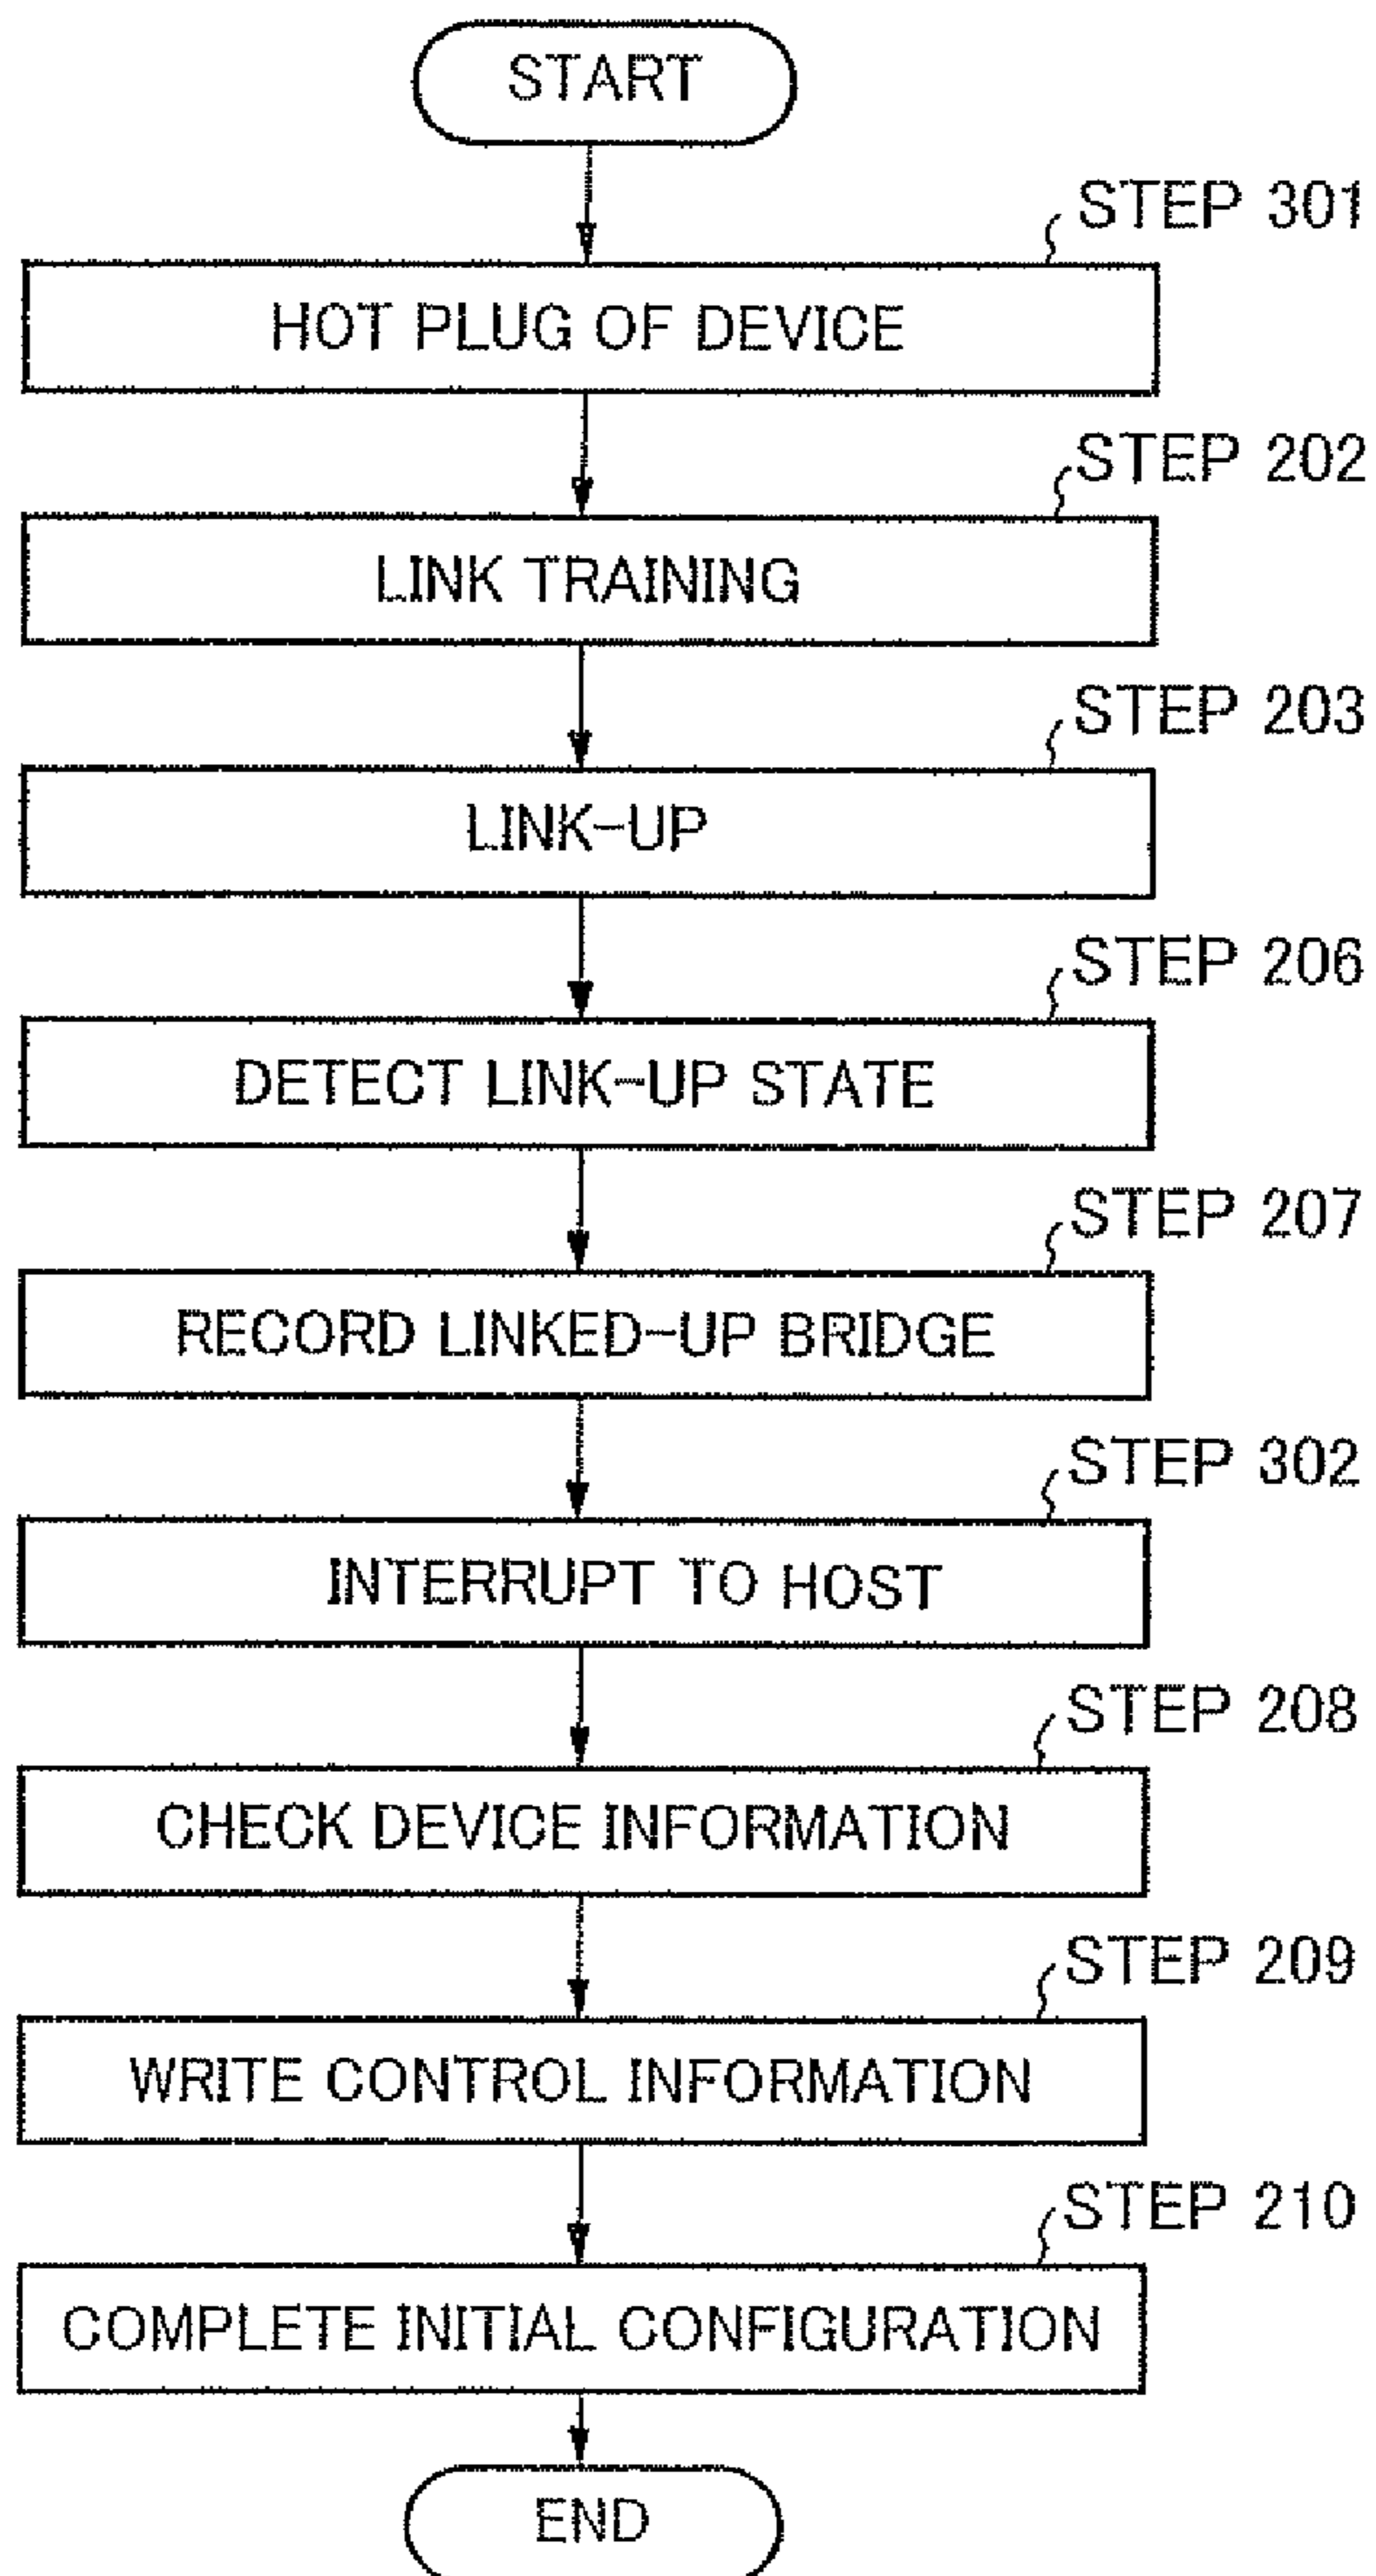 START
STEP 301
HOT PLUG OF DEVICE
STEP 202
LINK TRAINING
STEP 203
LINK-UP
STEP 206
DETECT LINK-UP STATE
STEP 207
RECORD LINKED-UP BRIDGE
STEP 302
INTERRUPT TO HOST
STEP 208
CHECK DEVICE INFORMATION
STEP 209
WRITE CONTROL INFORMATION
STEP 210
COMPLETE INITIAL CONFIGURATION
END